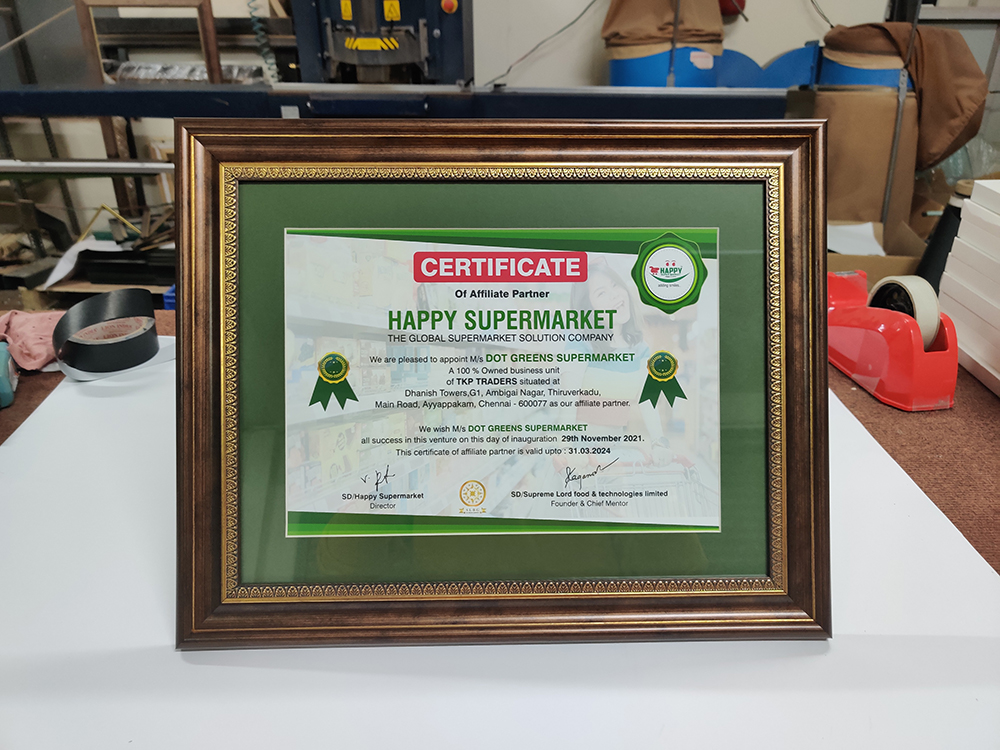 CERTIFICATE
Of Affiliate Partner
HAPPY SUPERMARKET
THE GLOBAL SUPERMARKET SOLUTION COMPANY
HAPPY
We are pleased to appoint M/s DOT GREENS SUPERMARKET
A 100 % Owned business unit
of TKP TRADERS situated at
Dhanish Towers,G1, Ambigai Nagar, Thiruverkadu,
Main Road, Ayyappakam, Chennai - 600077 as our affiliate partner.
We wish M/s DOT GREENS SUPERMARKET
all success in this venture on this day of inauguration 29th November 2021.
This certificate of affiliate partner is valid upto : 31.03.2024
SD/Happy Supermarket
Director
SD/Supreme Lord food & technologies limited
Founder & Chief Mentor